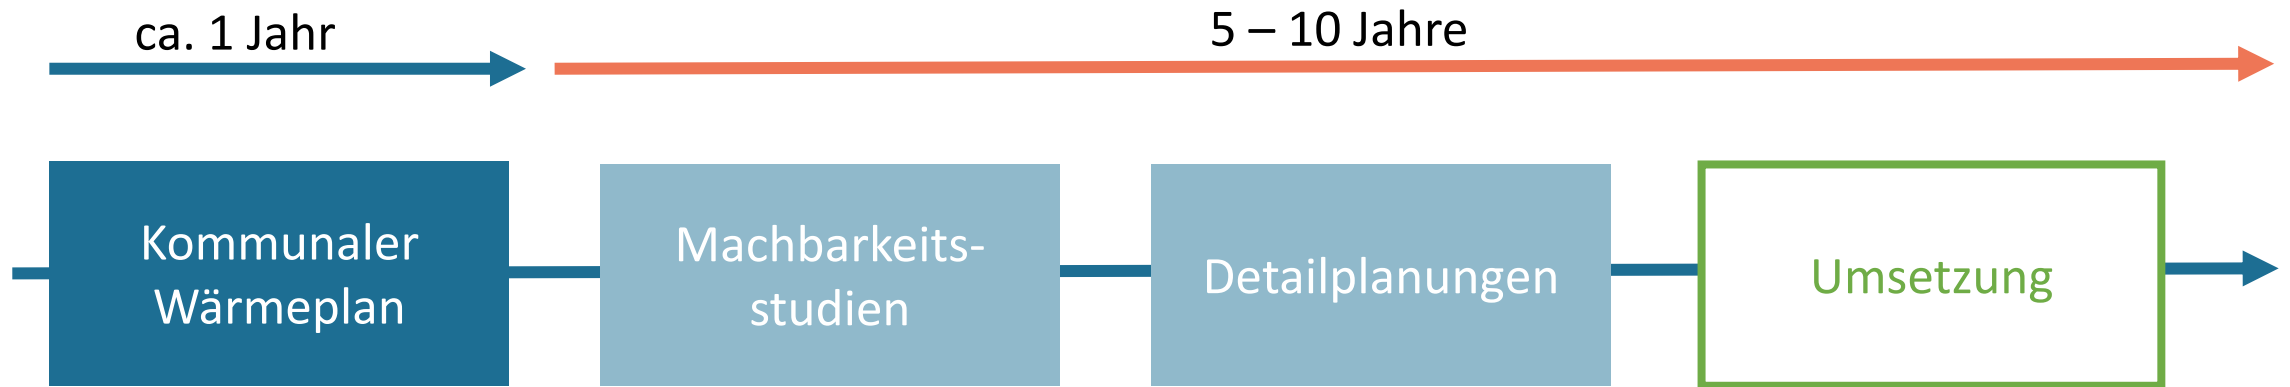 ca. 1 Jahr
5 – 10 Jahre
Kommunaler
Wärmeplan
Machbarkeits-
studien
Detailplanungen
Umsetzung